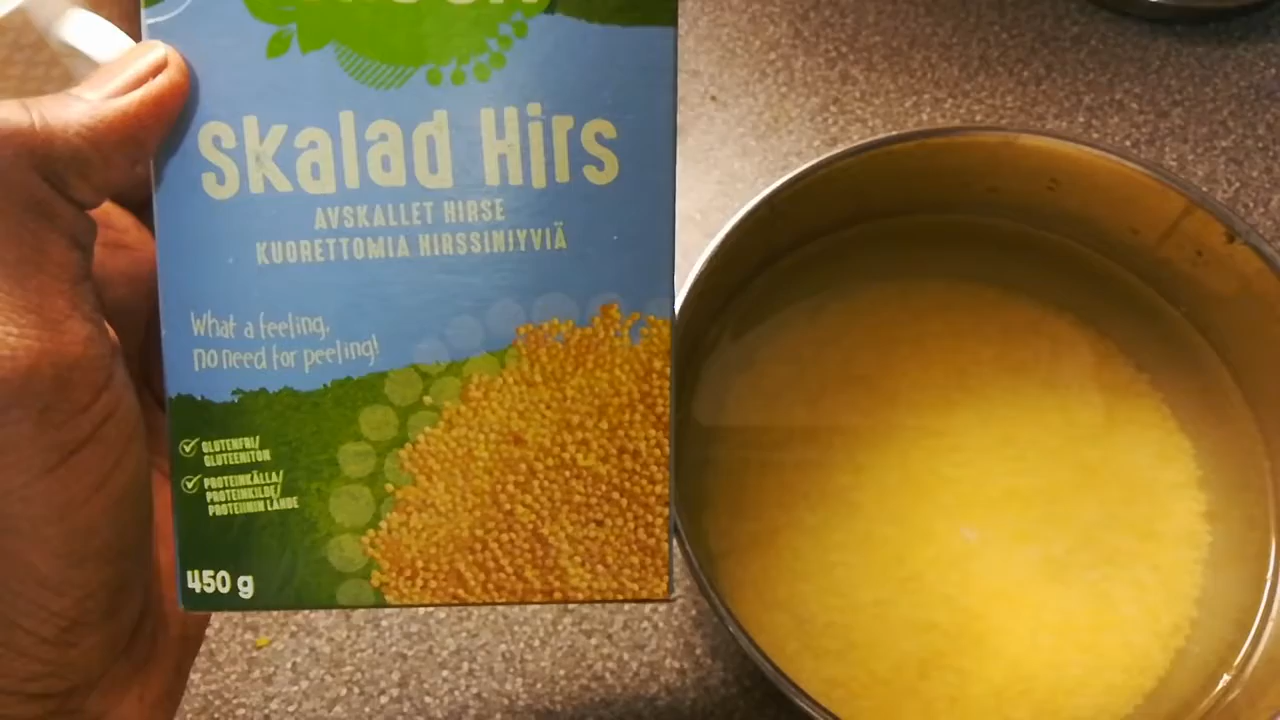 Skalad Hirs
AVSKALLET HIRSE
KUORETTOMIA HIRSSINJYVIÄ
What a feeling,
no need for peeling!
GLUTENFRI/
GLUTEENITON
PROTEINKÄLLA/
PROTEINKILDE/
PROTEIININ LÄHDE
450 g